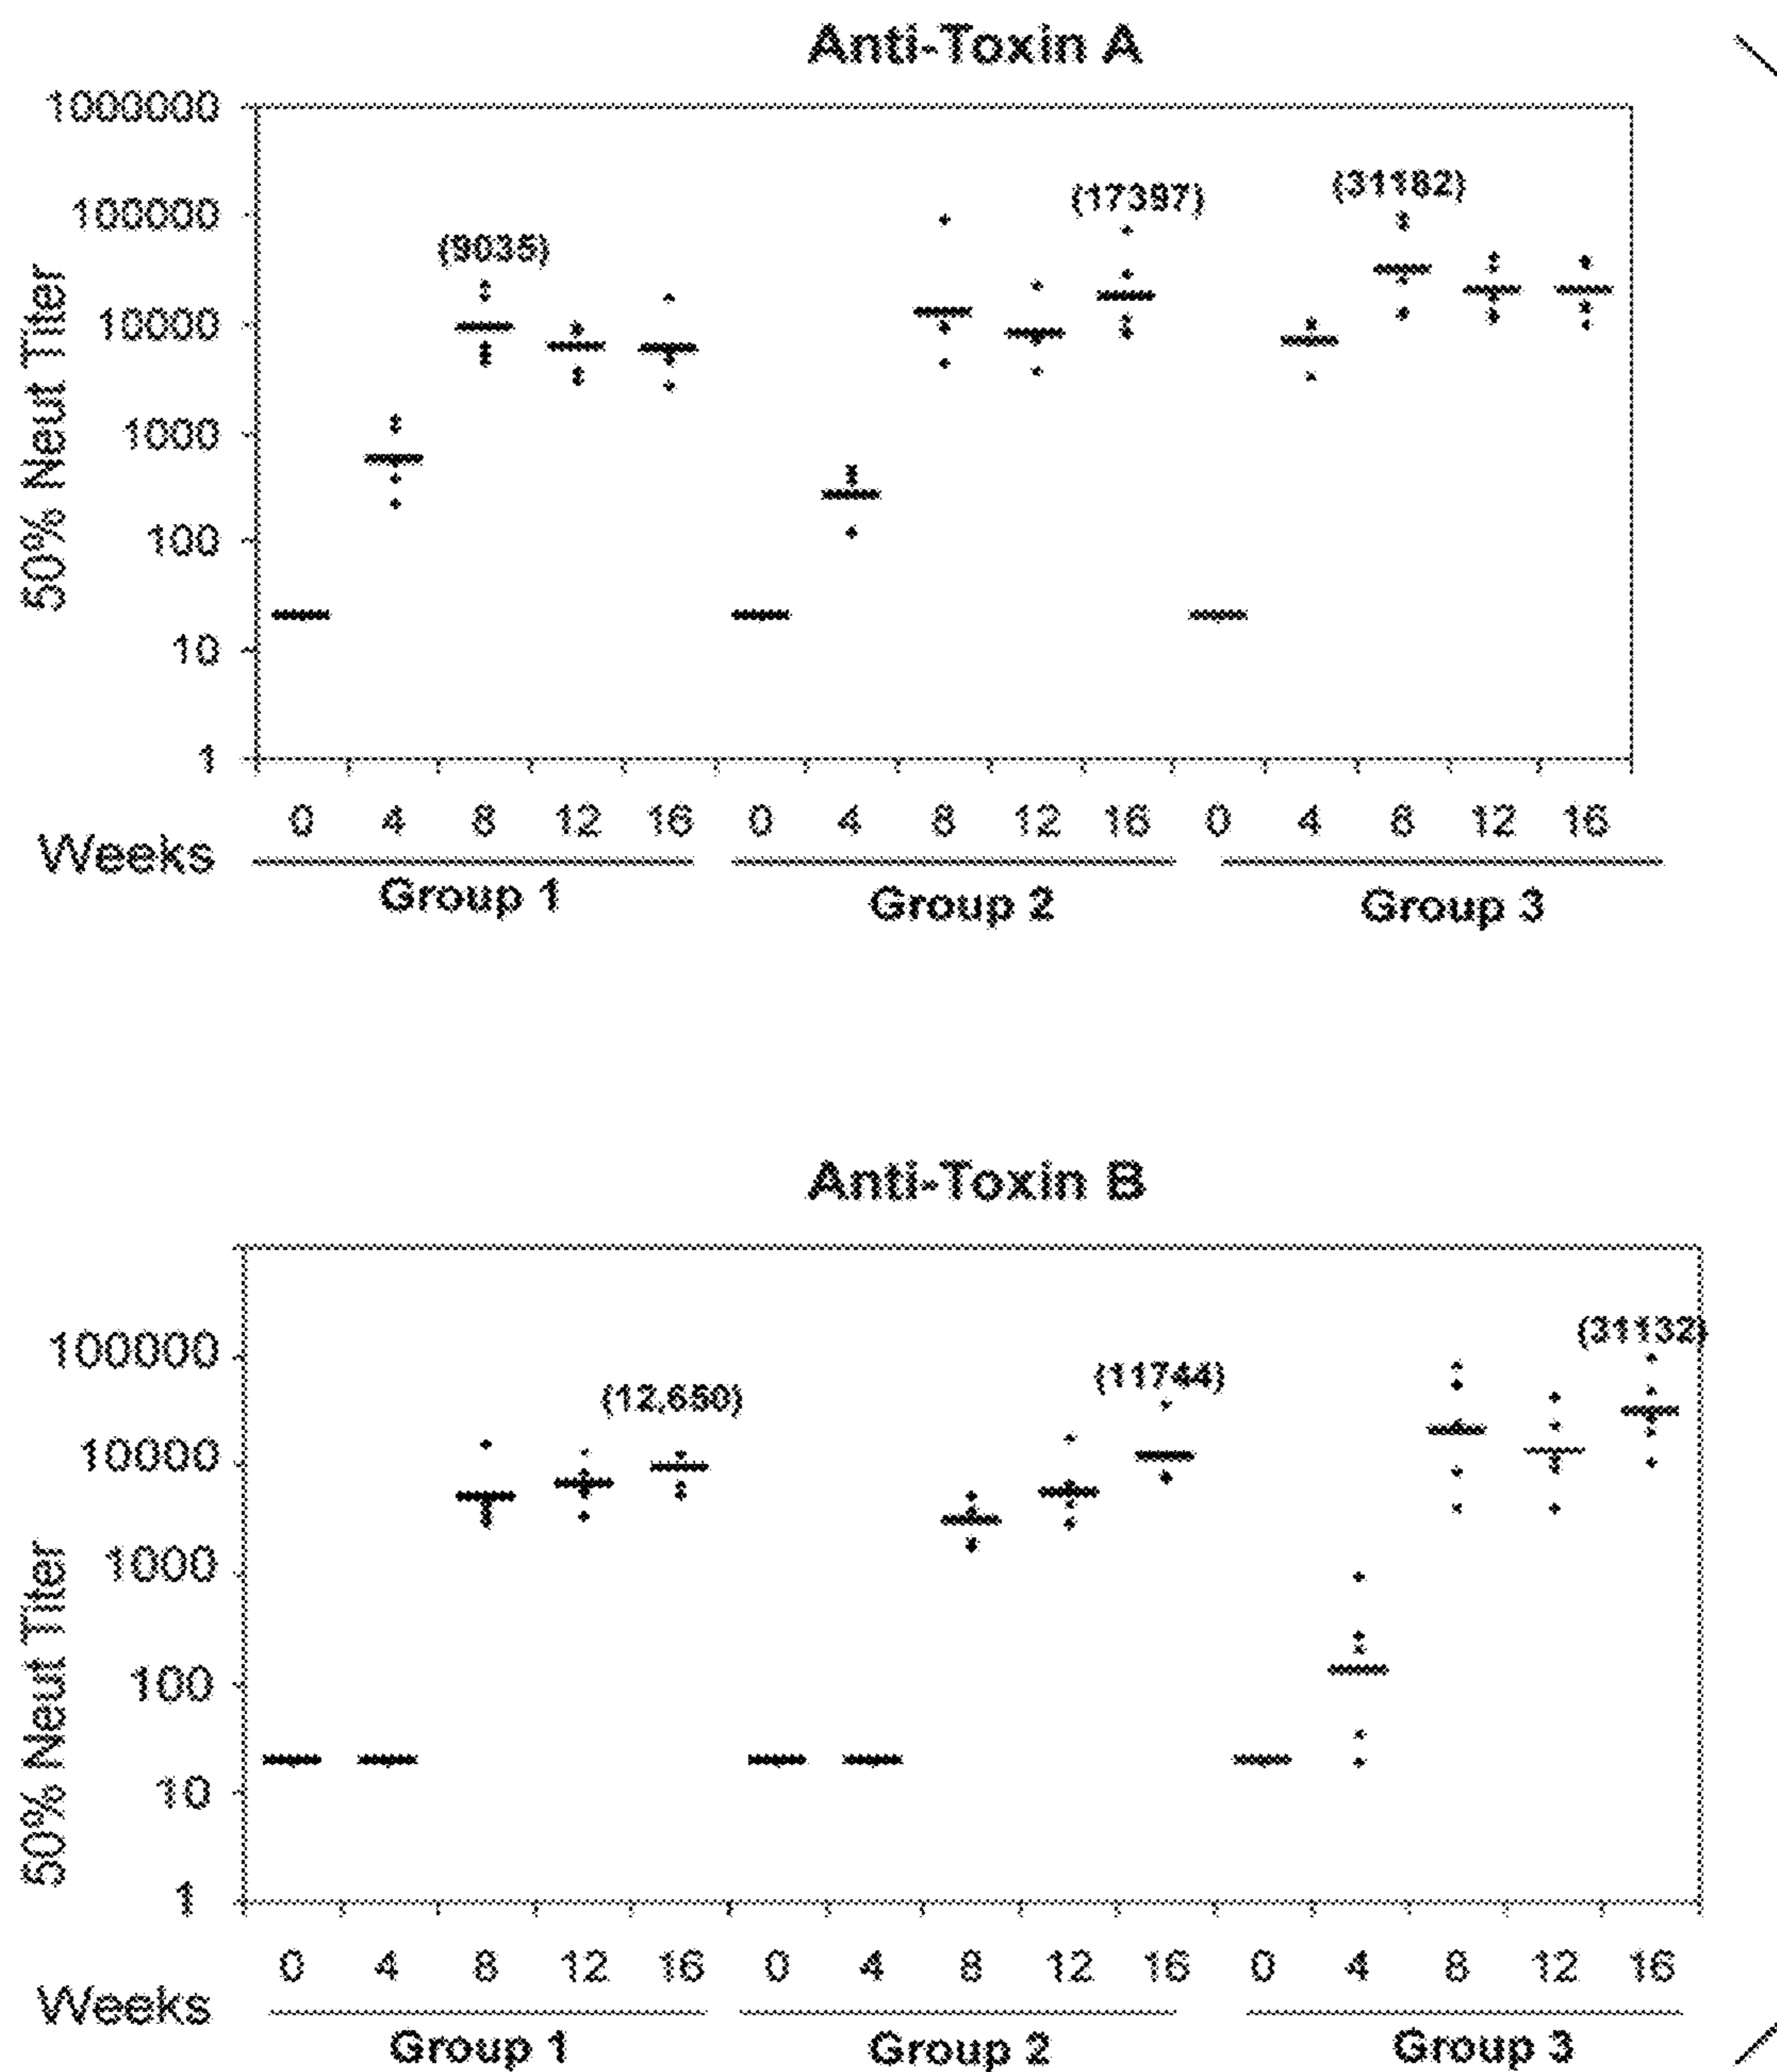 Anti-Toxin A
1000000
100000
10000
1000
100
10
1
50% Neut Titer
(9035)
(17397)
(31182)
0 4 8 12 16 0 4 8 12 16 0 4 8 12 16
Weeks
Group 1 Group 2 Group 3
Anti-Toxin B
100000
10000
1000
100
10
1
50% Neut Titer
(12,650)
(11744)
(31132)
0 4 8 12 16 0 4 8 12 16 0 4 8 12 16
Weeks
Group 1 Group 2 Group 3